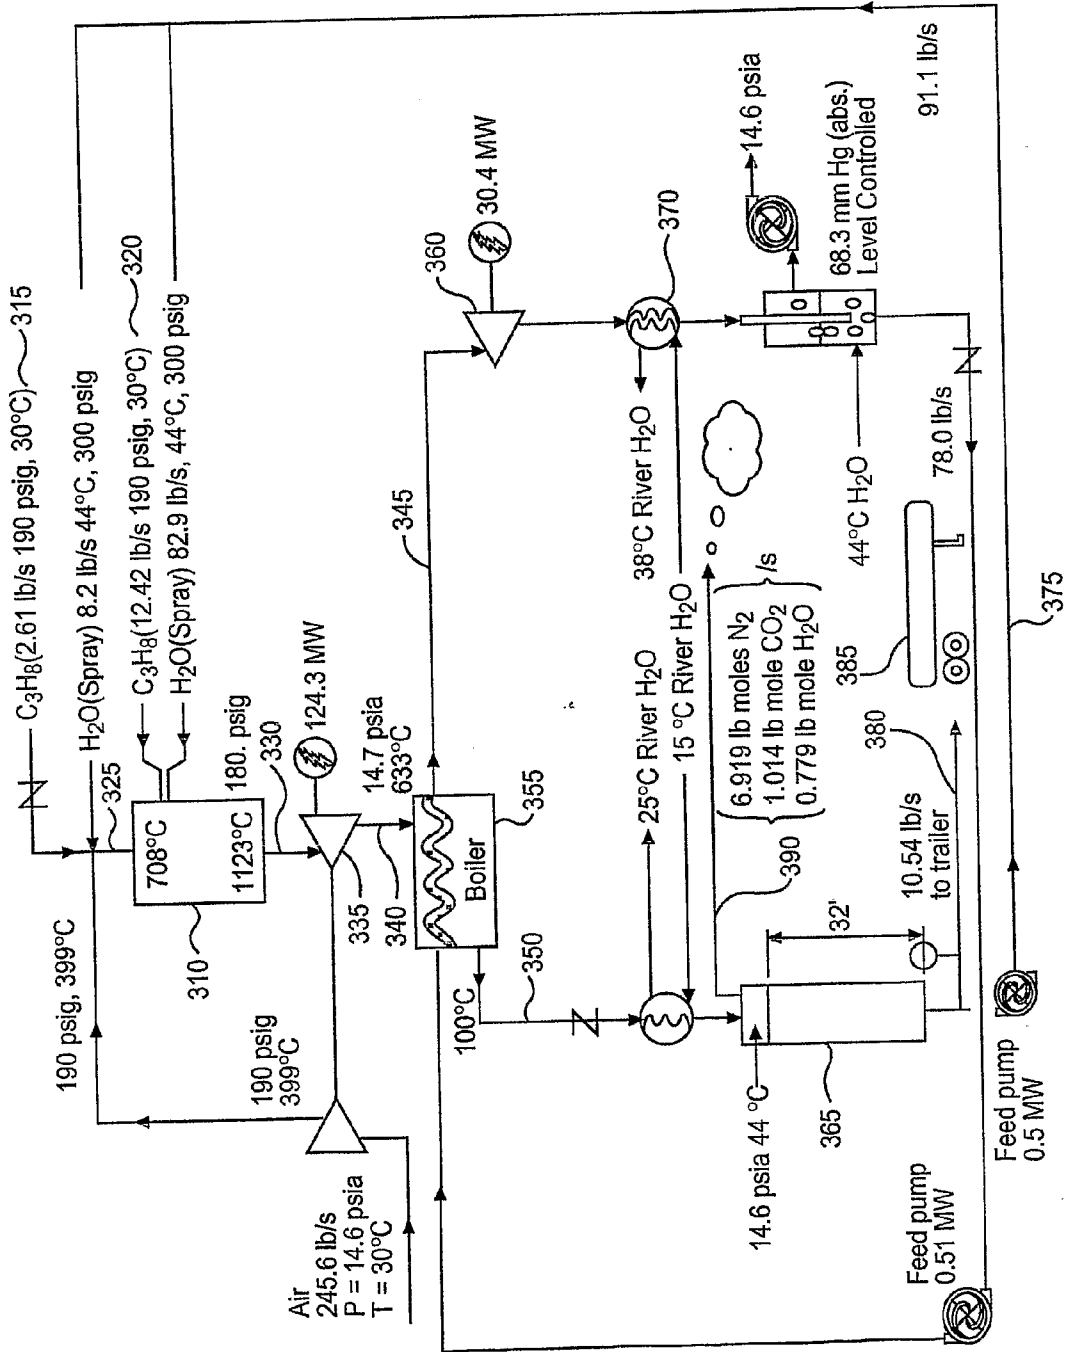 C3H8(2.61 lb/s 190 psig, 30°C)
315
H2O(Spray) 8.2 lb/s 44°C, 300 psig
325
C3H8(12.42 lb/s 190 psig, 30°C)
320
H2O(Spray) 82.9 lb/s, 44°C, 300 psig
190 psig, 399°C
708°C
1123°C
310
180. psig
330
124.3 MW
190 psig
399°C
335
14.7 psia
633°C
340
345
360
30.4 MW
Air
245.6 lb/s
P = 14.6 psia
T = 30°C
Boiler
355
100°C
350
25°C River H2O
15 °C River H2O
38°C River H2O
370
14.6 psia
68.3 mm Hg (abs.)
Level Controlled
44°C H2O
6.919 lb moles N2
1.014 lb mole CO2
0.779 lb mole H2O
/s
390
14.6 psia 44 °C
365
32'
10.54 lb/s
to trailer
380
385
78.0 lb/s
91.1 lb/s
375
Feed pump
0.51 MW
Feed pump
0.5 MW